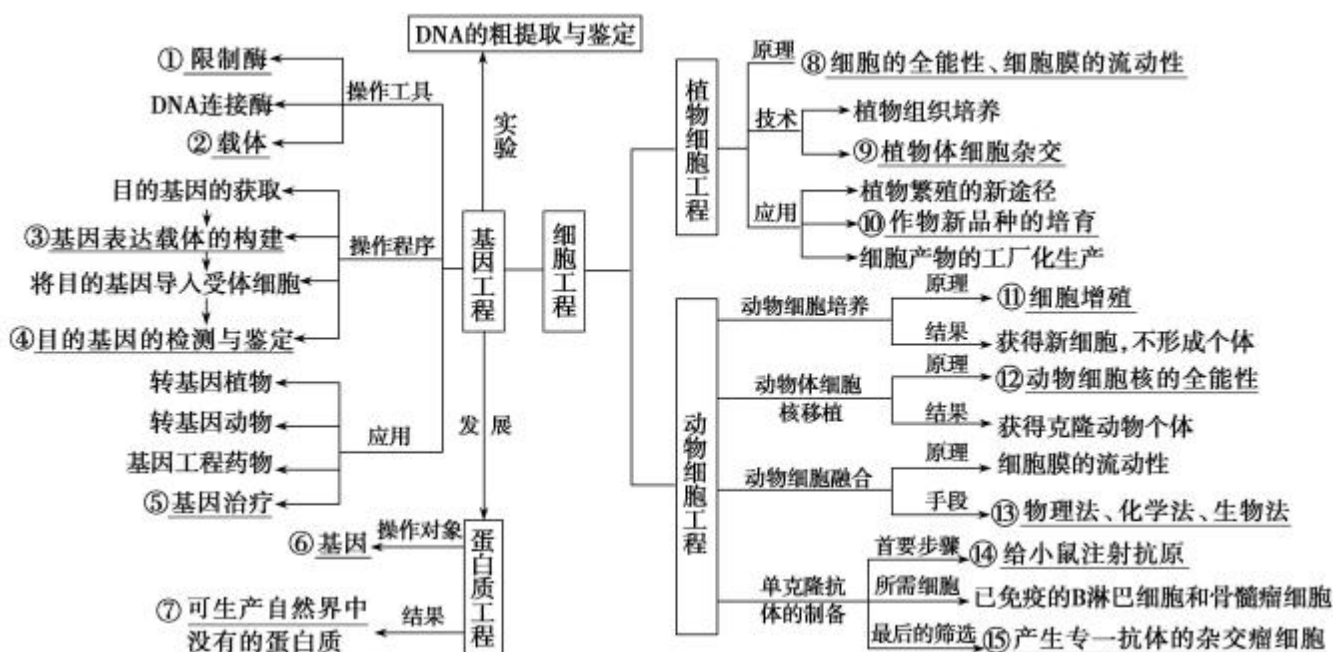 DNA的粗提取与鉴定
①限制酶
DNA连接酶
②载体
操作工具
实验
目的基因的获取
③基因表达载体的构建
将目的基因导入受体细胞
④目的基因的检测与鉴定
操作程序
基因工程
细胞工程
转基因植物
转基因动物
基因工程药物
⑤基因治疗
应用
发展
⑥基因
操作对象
⑦可生产自然界中
没有的蛋白质
结果
蛋白质工程
植物细胞工程
原理
⑧细胞的全能性、细胞膜的流动性
技术
植物组织培养
⑨植物体细胞杂交
应用
植物繁殖的新途径
⑩作物新品种的培育
细胞产物的工厂化生产
动物细胞工程
动物细胞培养
原理
⑪细胞增殖
结果
获得新细胞,不形成个体
动物体细胞
核移植
原理
⑫动物细胞核的全能性
结果
获得克隆动物个体
动物细胞融合
原理
细胞膜的流动性
手段
⑬物理法、化学法、生物法
单克隆抗
体的制备
首要步骤
⑭给小鼠注射抗原
所需细胞
已免疫的B淋巴细胞和骨髓瘤细胞
最后的筛选
⑮产生专一抗体的杂交瘤细胞